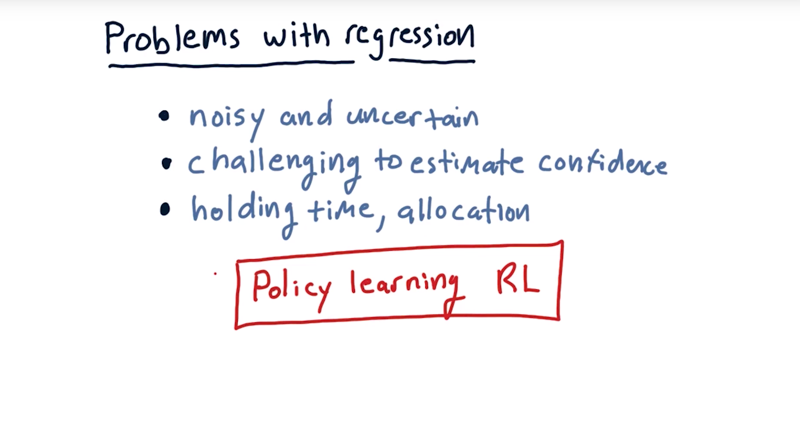 Problems with regression
• noisy and uncertain
• challenging to estimate confidence
• holding time, allocation
Policy learning RL